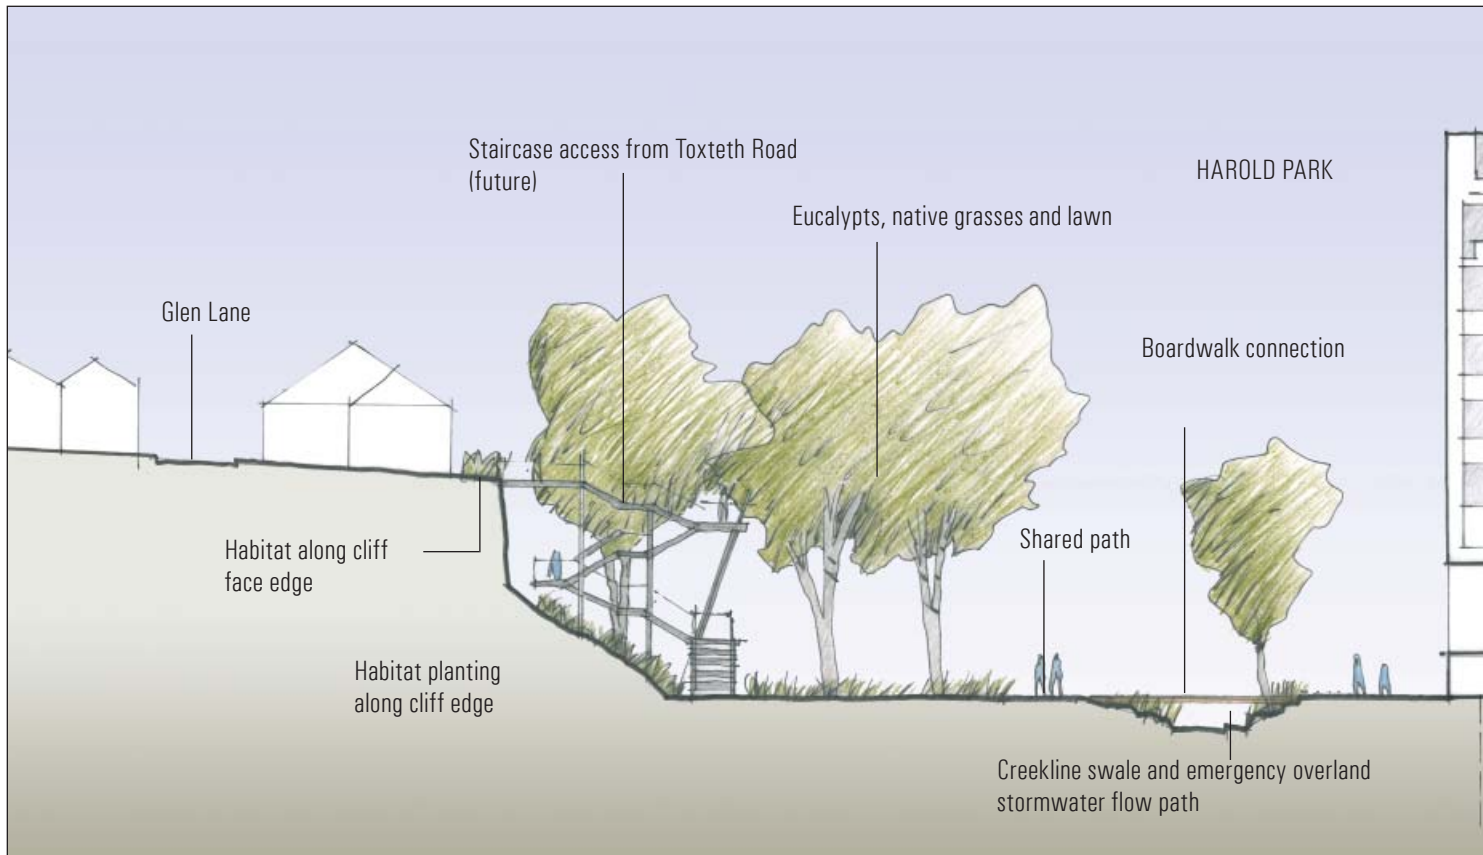 Staircase access from Toxteth Road
(future)
HAROLD PARK
Eucalypts, native grasses and lawn
Glen Lane
Boardwalk connection
Shared path
Habitat along cliff
face edge
Habitat planting
along cliff edge
Creekline swale and emergency overland
stormwater flow path